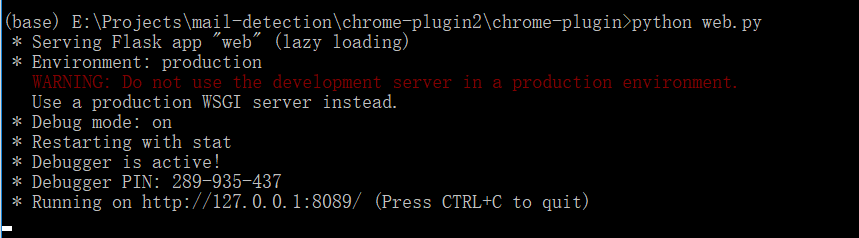 (base) E:\Projects\mail-detection\chrome-plugin2\chrome-plugin>python web.py
 * Serving Flask app "web" (lazy loading)
 * Environment: production
   WARNING: Do not use the development server in a production environment.
   Use a production WSGI server instead.
 * Debug mode: on
 * Restarting with stat
 * Debugger is active!
 * Debugger PIN: 289-935-437
 * Running on http://127.0.0.1:8089/ (Press CTRL+C to quit)